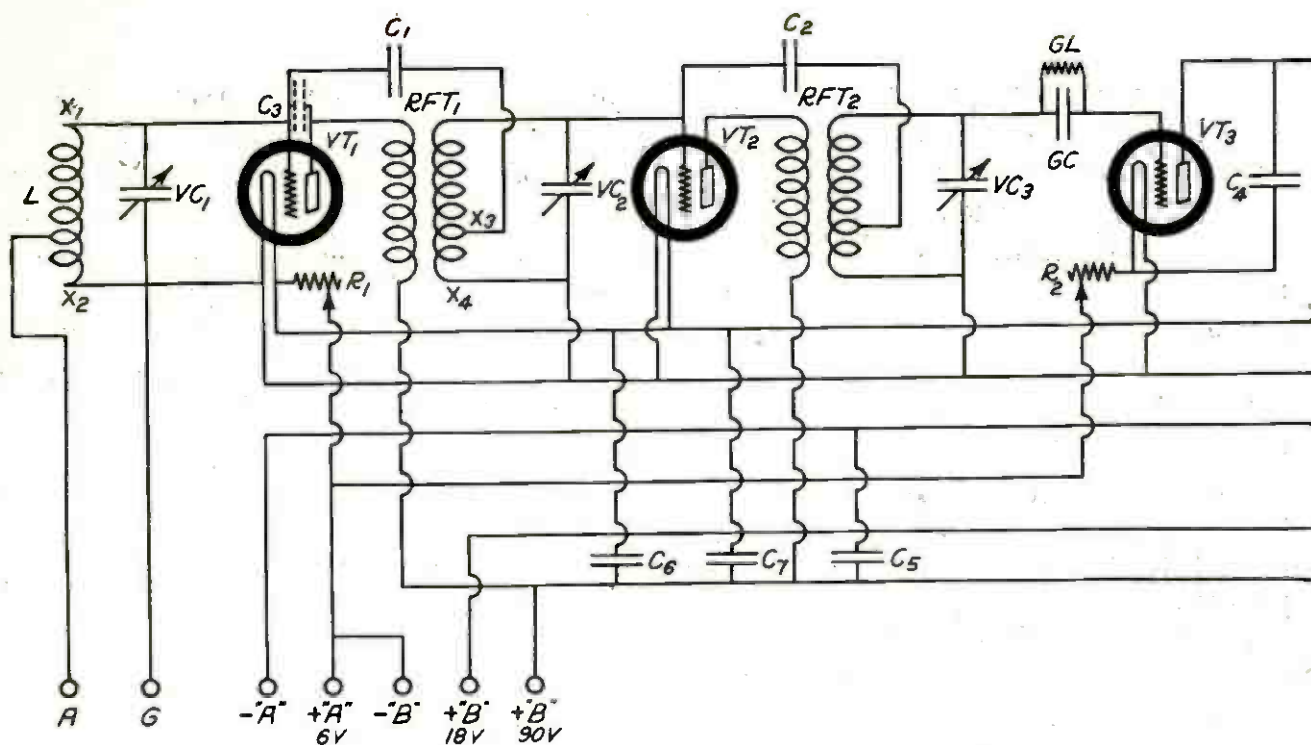 C1
C2
GL
C3
RFT1
RFT2
X1
VT1
VT2
GC
VT3
L
VC1
VC2
VC3
C4
X3
X2
R1
X4
R2
C6
C7
C5
A
G
-"A"
+"A"
6V
-"B"
+"B"
18V
+"B"
90V